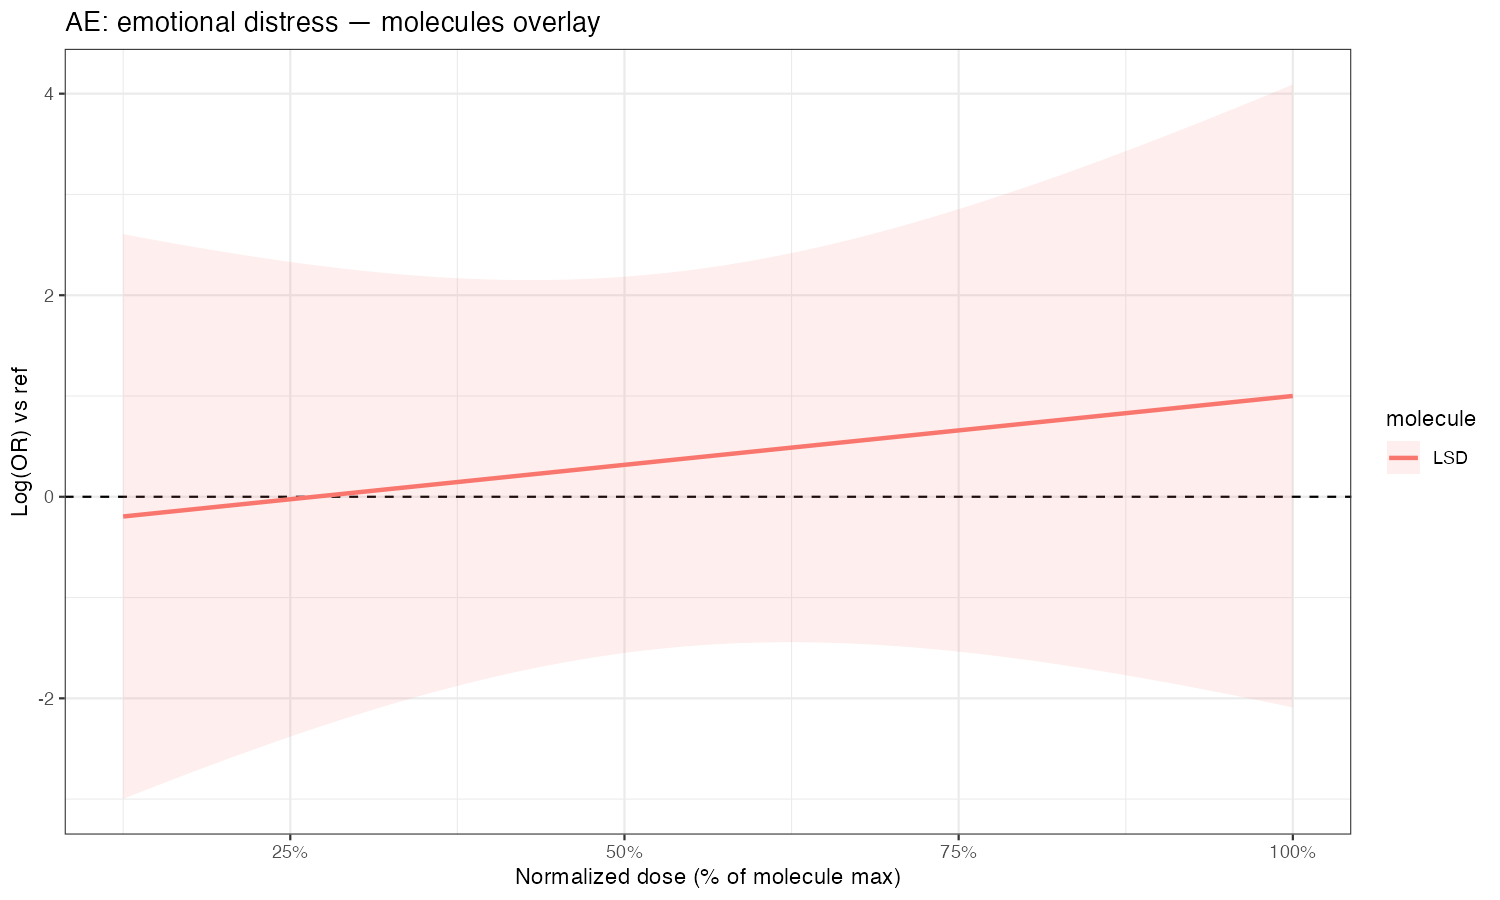 AE: emotional distress — molecules overlay
4
2
0
-2
Log(OR) vs ref
25%
50%
75%
100%
Normalized dose (% of molecule max)
molecule
LSD